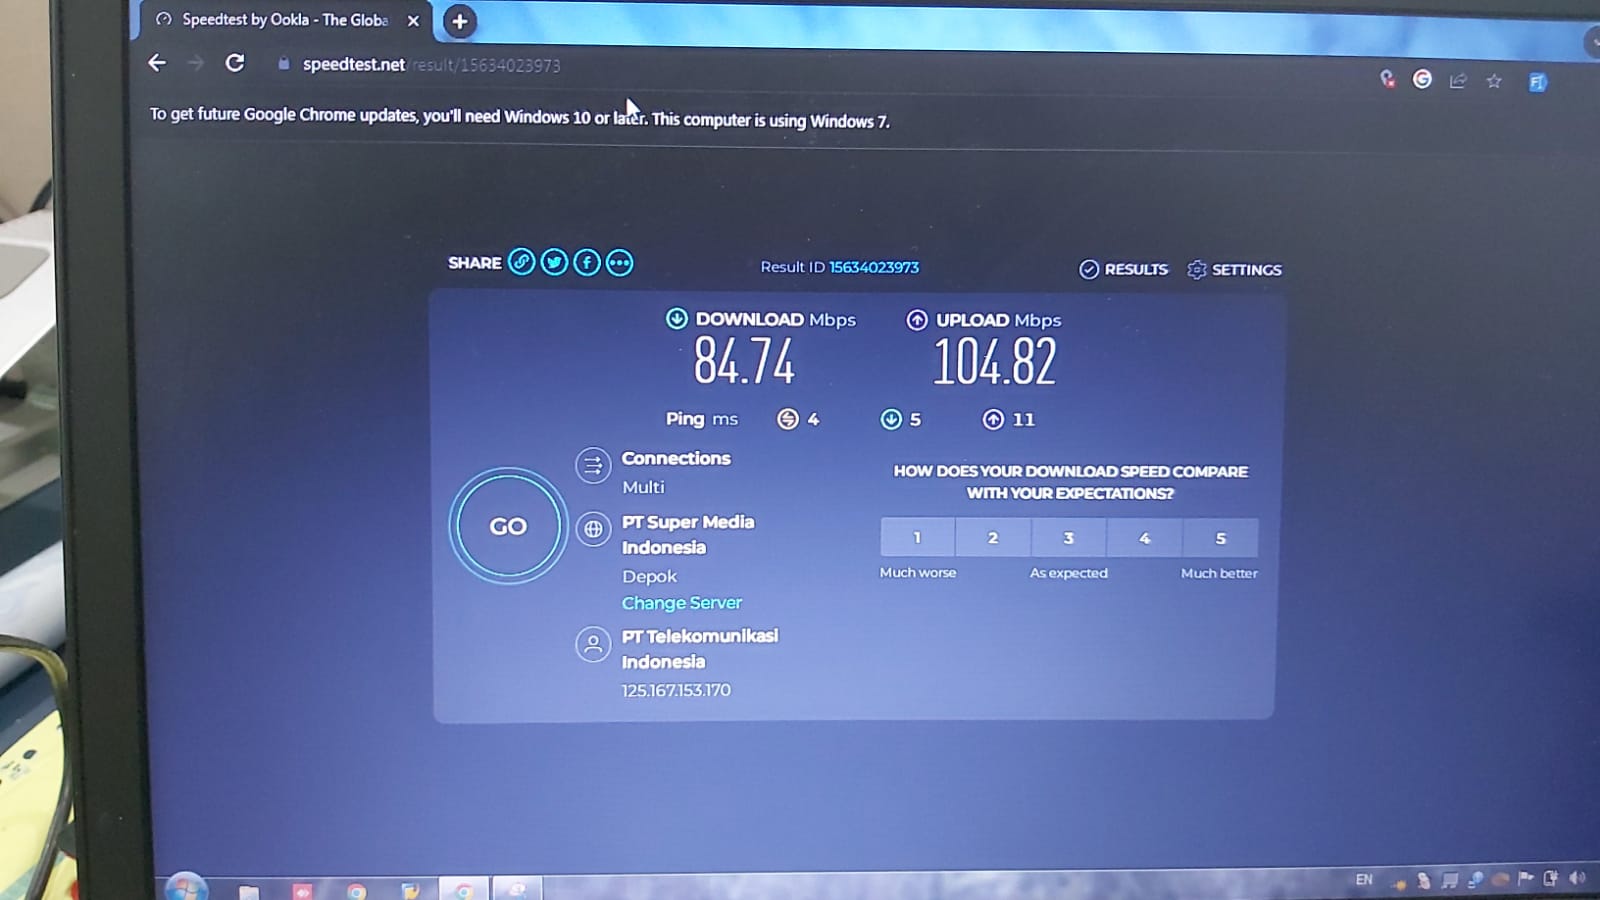 Speedtest by Ookla - The Globa
speedtest.net/result/15634023973
To get future Google Chrome updates, you'll need Windows 10 or later. This computer is using Windows 7.
SHARE
Result ID 15634023973
RESULTS SETTINGS
DOWNLOAD Mbps UPLOAD Mbps
84.74 104.82
Ping ms 4 5 11
GO
Connections
Multi
PT Super Media
Indonesia
Depok
Change Server
PT Telekomunikasi
Indonesia
125.167.153.170
HOW DOES YOUR DOWNLOAD SPEED COMPARE
WITH YOUR EXPECTATIONS?
1 2 3 4 5
Much worse As expected Much better
EN